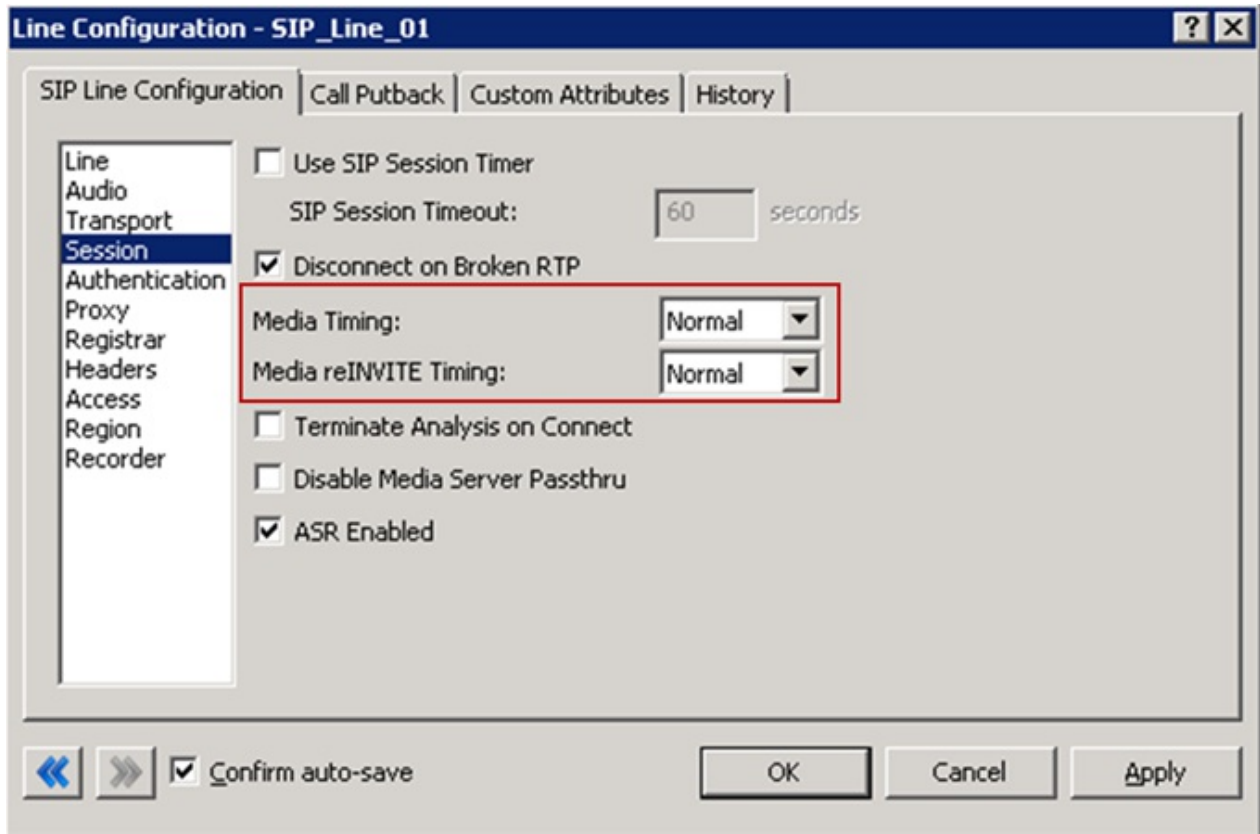 Line Configuration - SIP_Line_01
? X
SIP Line Configuration
Call Putback
Custom Attributes
History
Line
Audio
Transport
Session
Authentication
Proxy
Registrar
Headers
Access
Region
Recorder
Use SIP Session Timer
SIP Session Timeout: 60 seconds
Disconnect on Broken RTP
Media Timing: Normal
Media reINVITE Timing: Normal
Terminate Analysis on Connect
Disable Media Server Passthru
ASR Enabled
Confirm auto-save
OK
Cancel
Apply